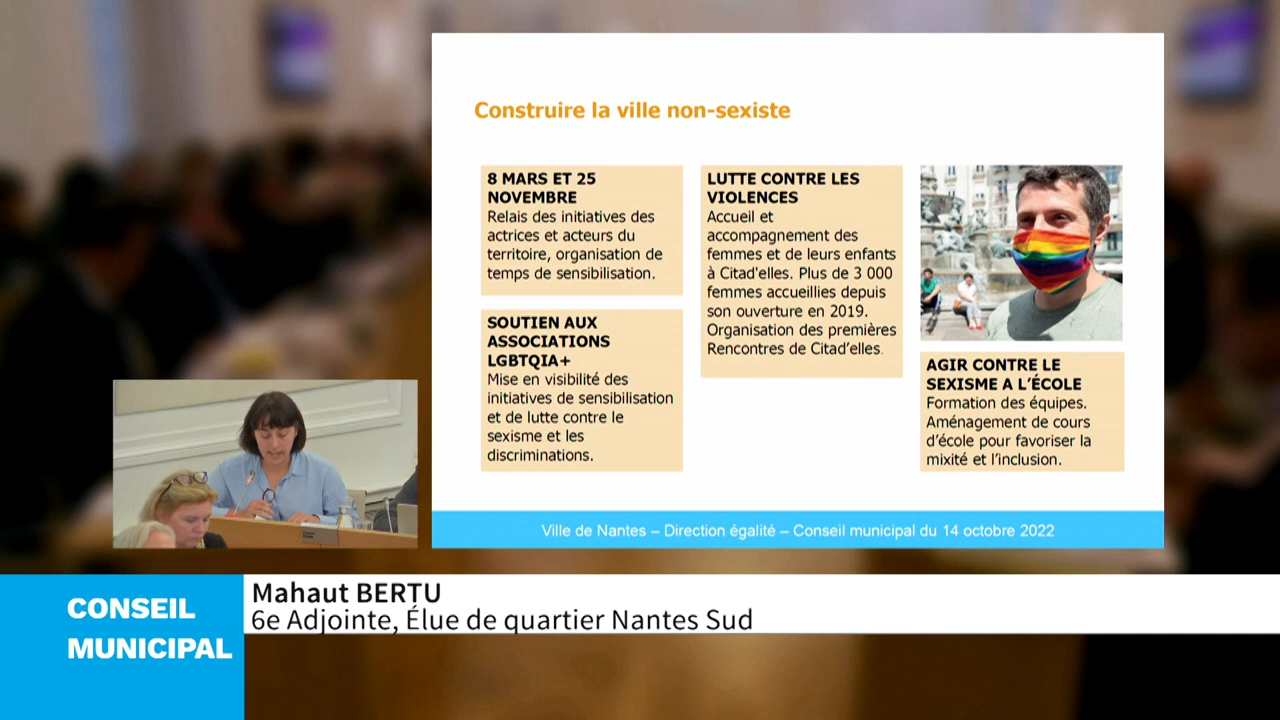 Construire la ville non-sexiste
8 MARS ET 25
NOVEMBRE
Relais des initiatives des
actrices et acteurs du
territoire, organisation de
temps de sensibilisation.
SOUTIEN AUX
ASSOCIATIONS
LGBTQIA+
Mise en visibilité des
initiatives de sensibilisation
et de lutte contre le
sexisme et les
discriminations.
LUTTE CONTRE LES
VIOLENCES
Accueil et
accompagnement des
femmes et de leurs enfants
à Citad'elles. Plus de 3 000
femmes accueillies depuis
son ouverture en 2019.
Organisation des premières
Rencontres de Citad’elles.
AGIR CONTRE LE
SEXISME A L’ÉCOLE
Formation des équipes.
Aménagement de cours
d’école pour favoriser la
mixité et l’inclusion.
Ville de Nantes – Direction égalité – Conseil municipal du 14 octobre 2022
CONSEIL
MUNICIPAL
Mahaut BERTU
6e Adjointe, Élue de quartier Nantes Sud